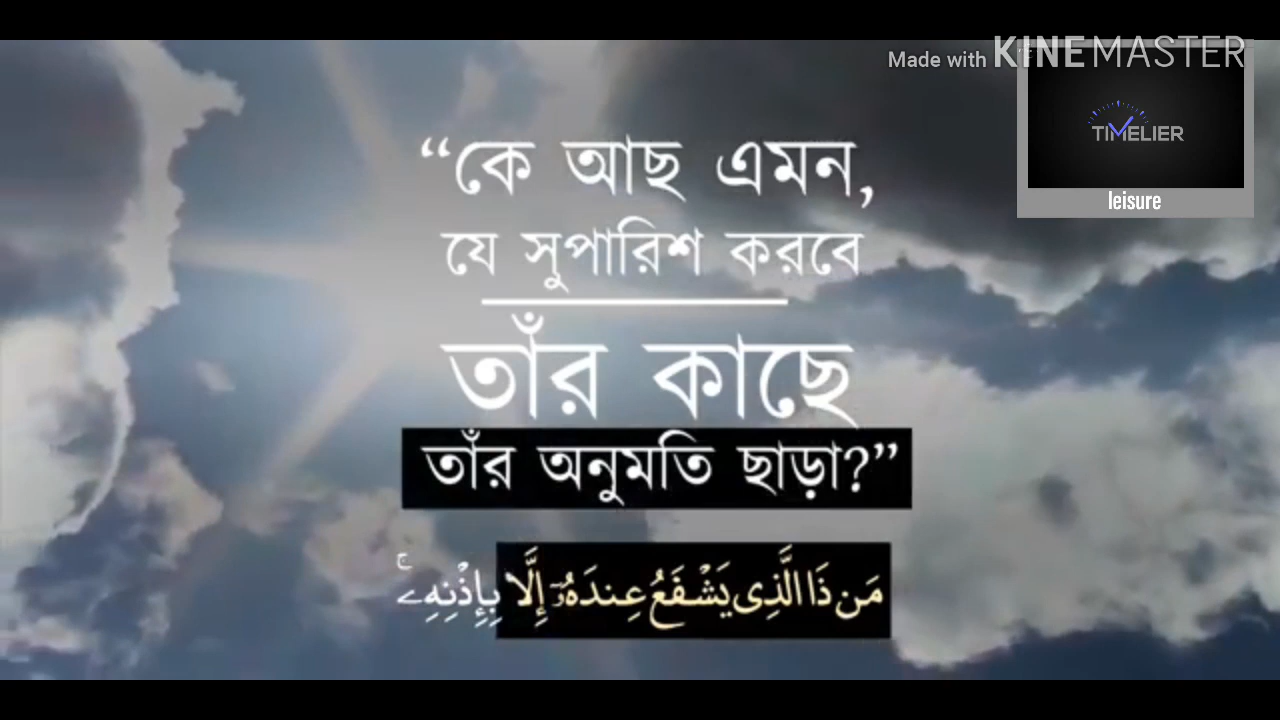 Made with KINEMASTER
TIMELIER
leisure
“কে আছ এমন,
যে সুপারিশ করবে
তাঁর কাছে
তাঁর অনুমতি ছাড়া?”
مَن ذَا الَّذِى يَشْفَعُ عِندَهُۥٓ إِلَّا بِإِذْنِهِۦ ۚ